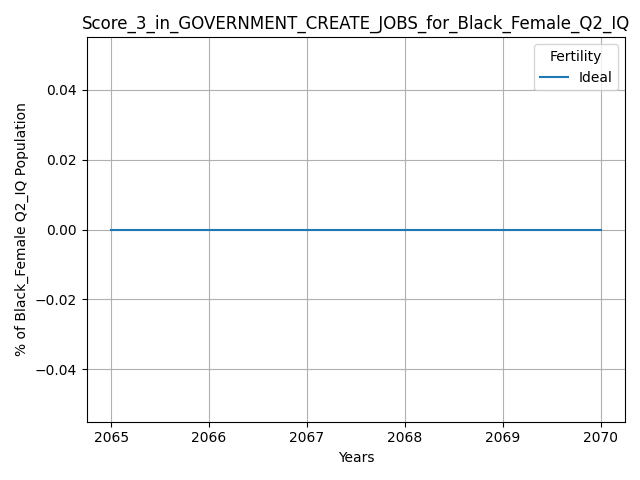 Score_3_in_GOVERNMENT_CREATE_JOBS_for_Black_Female_Q2_IQ
Fertility
Ideal
% of Black_Female Q2_IQ Population
0.04
0.02
0.00
−0.02
−0.04
2065 2066 2067 2068 2069 2070
Years